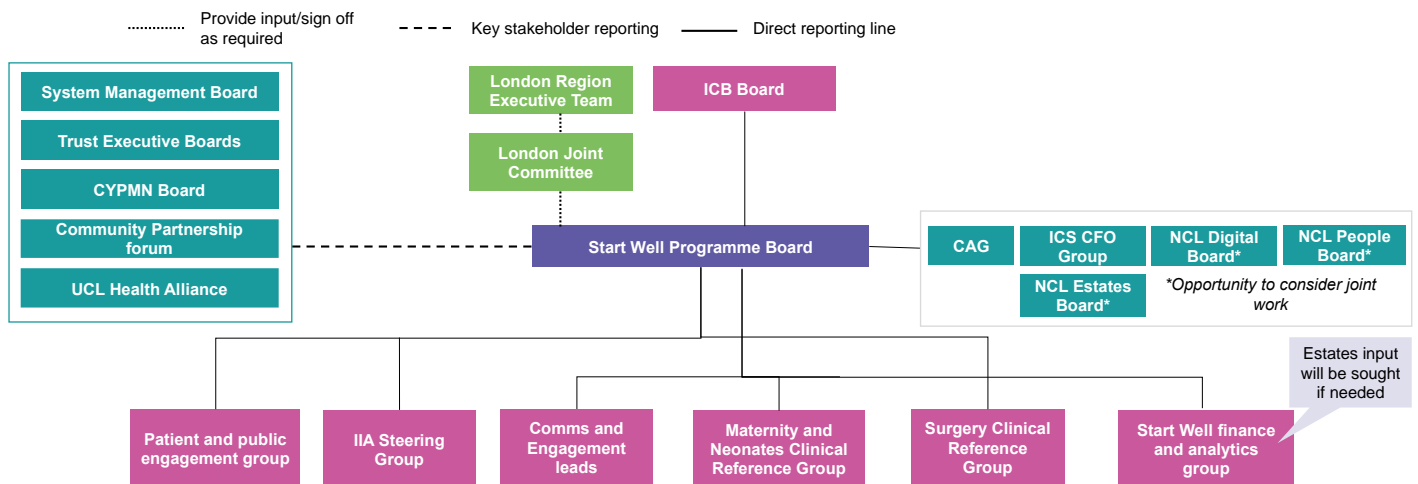 Provide input/sign off
as required
Key stakeholder reporting
Direct reporting line
System Management Board
Trust Executive Boards
CYPMN Board
Community Partnership
forum
UCL Health Alliance
London Region
Executive Team
London Joint
Committee
ICB Board
Start Well Programme Board
CAG
ICS CFO
Group
NCL Digital
Board*
NCL People
Board*
NCL Estates
Board*
*Opportunity to consider joint
work
Estates input
will be sought
if needed
Patient and public
engagement group
IIA Steering
Group
Comms and
Engagement
leads
Maternity and
Neonates Clinical
Reference Group
Surgery Clinical
Reference
Group
Start Well finance
and analytics
group